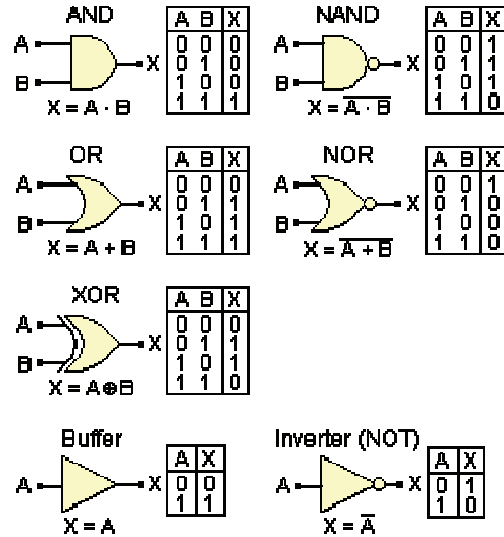 AND
A
B
X
X = A · B
A B X
0 0 0
0 1 0
1 0 0
1 1 1
NAND
A
B
X
X = A̅ ̅·̅ ̅B̅
A B X
0 0 1
0 1 1
1 0 1
1 1 0
OR
A
B
X
X = A + B
A B X
0 0 0
0 1 1
1 0 1
1 1 1
NOR
A
B
X
X = A̅ ̅+̅ ̅B̅
A B X
0 0 1
0 1 0
1 0 0
1 1 0
XOR
A
B
X
X = A⊕B
A B X
0 0 0
0 1 1
1 0 1
1 1 0
Buffer
A
X
X = A
A X
0 0
1 1
Inverter (NOT)
A
X
X = A̅
A X
0 1
1 0